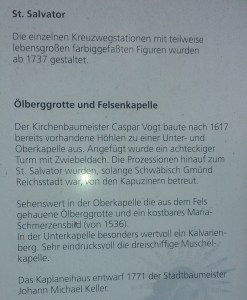 St. Salvator
Die einzelnen Kreuzwegstationen mit teilweise
lebensgroßen farbiggefaßten Figuren wurden
ab 1737 gestaltet.
Ölberggrotte und Felsenkapelle
Der Kirchenbaumeister Caspar Vogt baute nach 1617
bereits vorhandene Höhlen zu einer Unter- und
Oberkapelle aus. Angefügt wurde ein achteckiger
Turm mit Zwiebeldach. Die Prozessionen hinauf zum
St. Salvator wurden, solange Schwäbisch Gmünd
Reichsstadt war, von den Kapuzinern betreut.
Sehenswert in der Oberkapelle die aus dem Fels
gehauene Ölberggrotte und ein kostbares Maria-
Schmerzensbild (von 1536).
In der Unterkapelle besonders wertvoll ein Kalvarien-
berg. Sehr eindrucksvoll die dreischiffige Muschel-
kapelle.
Das Kaplaneihaus entwarf 1771 der Stadtbaumeister
Johann Michael Keller.